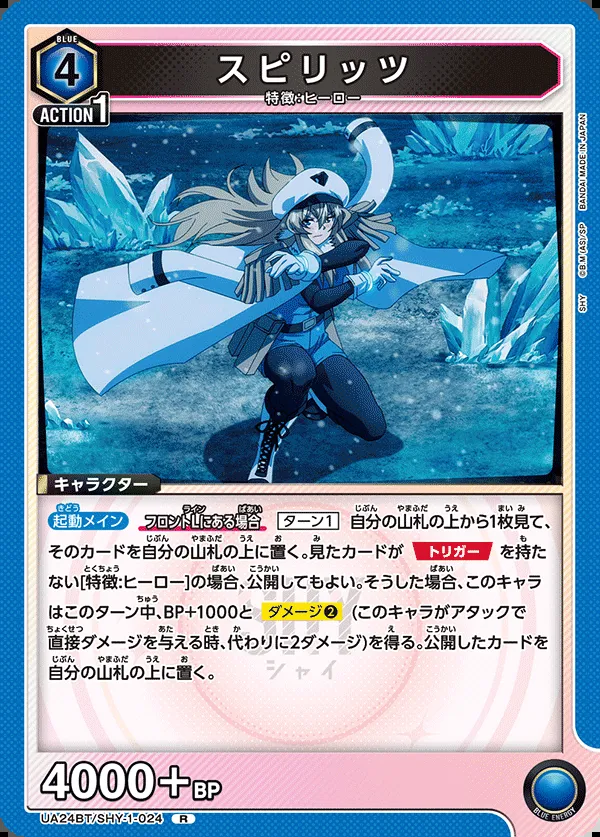 BLUE
4
ACTION 1
スピリッツ
特徴:ヒーロー
SHY ©B.M (AS)/SP BANDAI MADE IN JAPAN
キャラクター
起動メイン フロントLにある場合 ターン1 自分の山札の上から1枚見て、
そのカードを自分の山札の上に置く。見たカードが トリガー を持た
ない[特徴:ヒーロー]の場合、公開してもよい。そうした場合、このキャラ
はこのターン中、BP+1000と ダメージ❷ (このキャラがアタックで
直接ダメージを与える時、代わりに2ダメージ)を得る。公開したカードを
自分の山札の上に置く。
SHY
シャイ
4000+BP
UA24BT/SHY-1-024 R
BLUE ENERGY